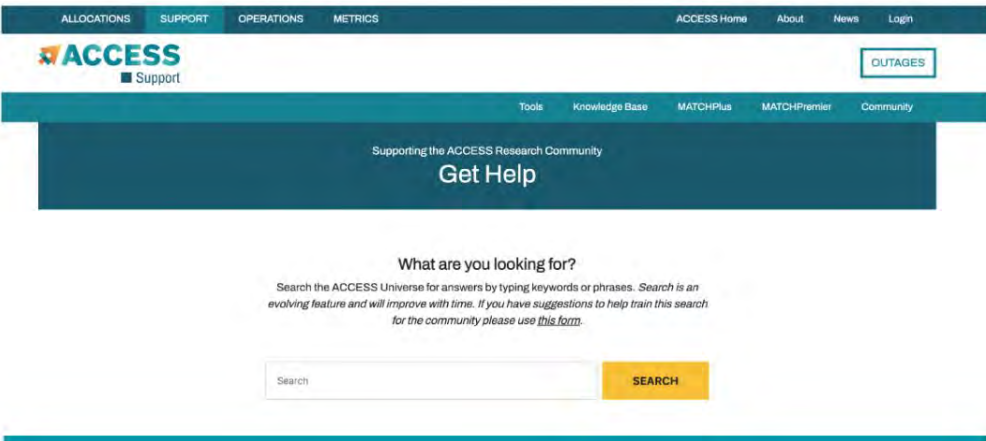 ALLOCATIONS SUPPORT OPERATIONS METRICS ACCESS Home About News Login
ACCESS
Support
OUTAGES
Tools Knowledge Base MATCHPlus MATCHPremier Community
Supporting the ACCESS Research Community
Get Help
What are you looking for?
Search the ACCESS Universe for answers by typing keywords or phrases. Search is an
evolving feature and will improve with time. If you have suggestions to help train this search
for the community please use this form.
Search SEARCH